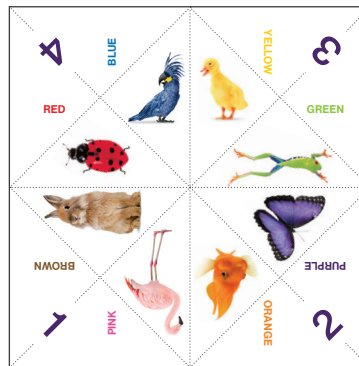 4
BLUE
YELLOW
3
RED
GREEN
BROWN
PURPLE
1
PINK
ORANGE
2